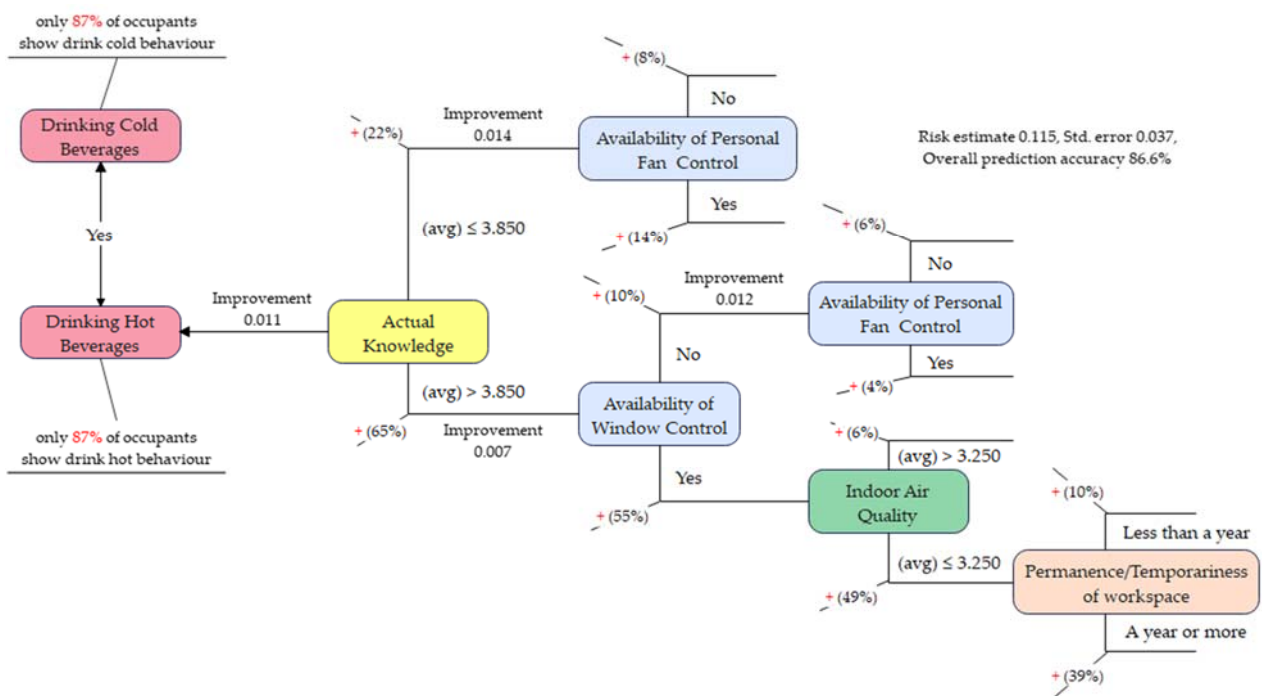 only 87% of occupants
show drink cold behaviour
Drinking Cold
Beverages
Yes
Drinking Hot
Beverages
only 87% of occupants
show drink hot behaviour
Improvement
0.011
Actual
Knowledge
+ (22%)
Improvement
0.014
(avg) ≤ 3.850
+ (8%)
No
Availability of Personal
Fan Control
Yes
+ (14%)
Risk estimate 0.115, Std. error 0.037,
Overall prediction accuracy 86.6%
(avg) > 3.850
+ (65%)
Improvement
0.007
Availability of
Window Control
+ (10%)
No
Improvement
0.012
+ (6%)
No
Availability of Personal
Fan Control
Yes
+ (4%)
Yes
+ (55%)
+ (6%)
(avg) > 3.250
Indoor Air
Quality
(avg) ≤ 3.250
+ (49%)
+ (10%)
Less than a year
Permanence/Temporariness
of workspace
A year or more
+ (39%)